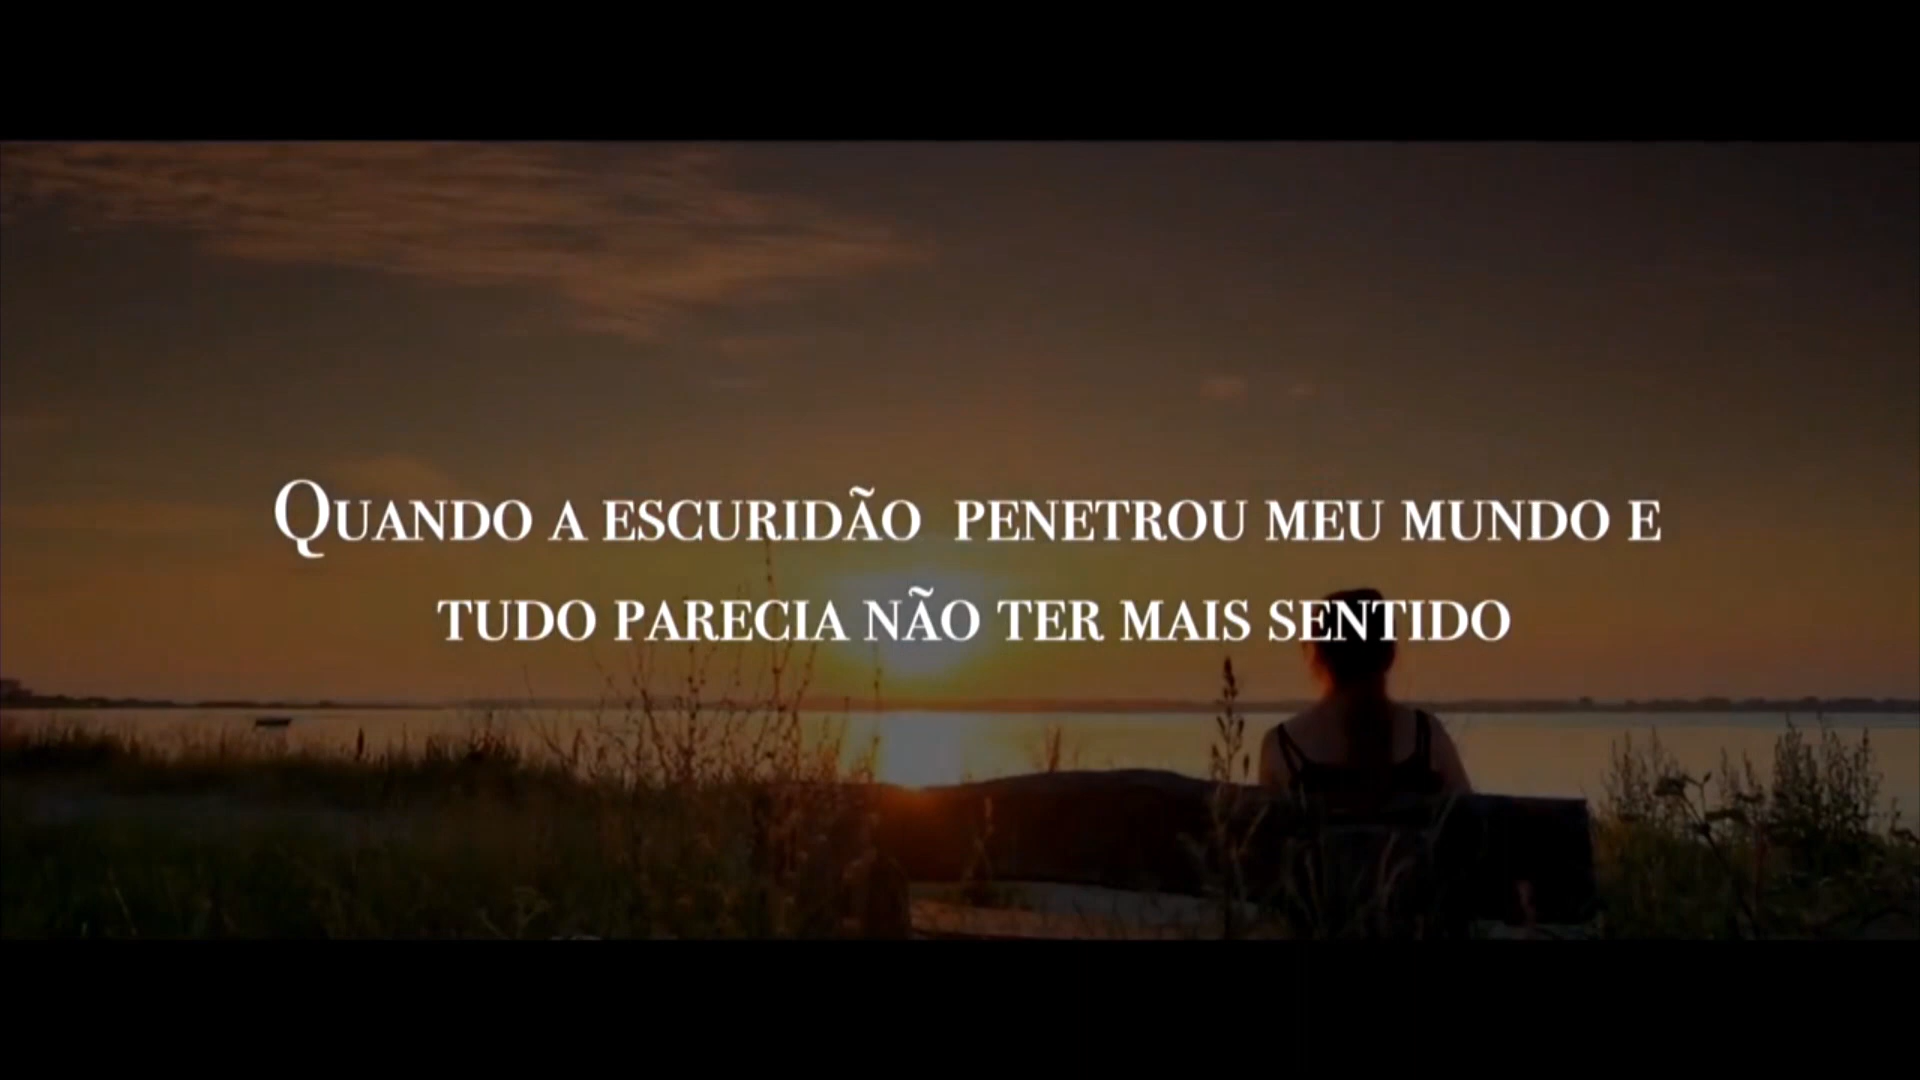 Quando a escuridão penetrou meu mundo e
tudo parecia não ter mais sentido